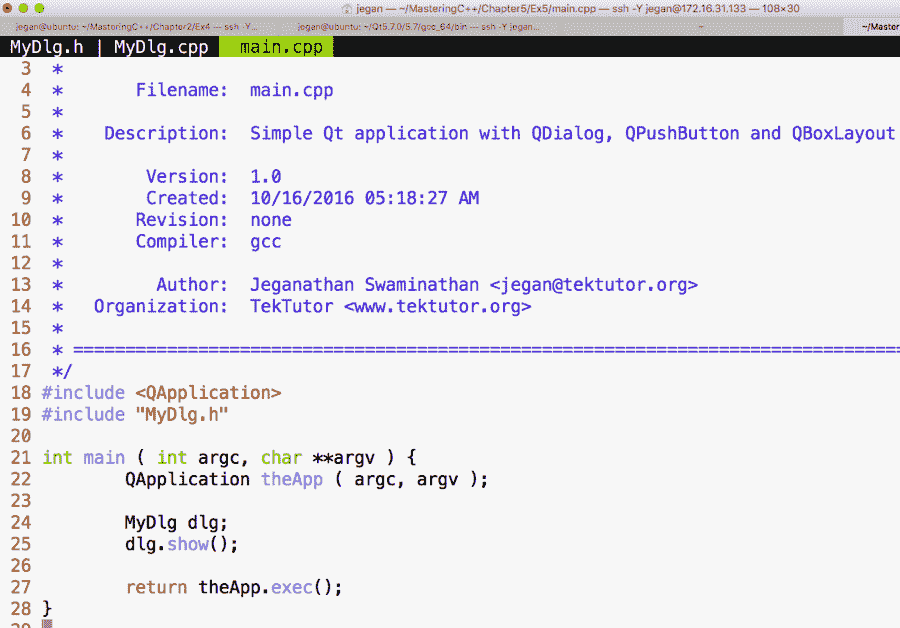 jegan — ~/MasteringC++/Chapter5/Ex5/main.cpp — ssh -Y jegan@172.16.31.133 — 108×30
jegan@ubuntu: ~/MasteringC++/Chapter2/Ex4 — ssh -Y... jegan@ubuntu: ~/Qt5.7.0/5.7/gcc_64/bin — ssh -Y jegan... ~/Master
MyDlg.h | MyDlg.cpp main.cpp
3 *
4 * Filename: main.cpp
5 *
6 * Description: Simple Qt application with QDialog, QPushButton and QBoxLayout
7 *
8 * Version: 1.0
9 * Created: 10/16/2016 05:18:27 AM
10 * Revision: none
11 * Compiler: gcc
12 *
13 * Author: Jeganathan Swaminathan <jegan@tektutor.org>
14 * Organization: TekTutor <www.tektutor.org>
15 *
16 * ================================================================================
17 */
18 #include <QApplication>
19 #include "MyDlg.h"
20
21 int main ( int argc, char **argv ) {
22 QApplication theApp ( argc, argv );
23
24 MyDlg dlg;
25 dlg.show();
26
27 return theApp.exec();
28 }